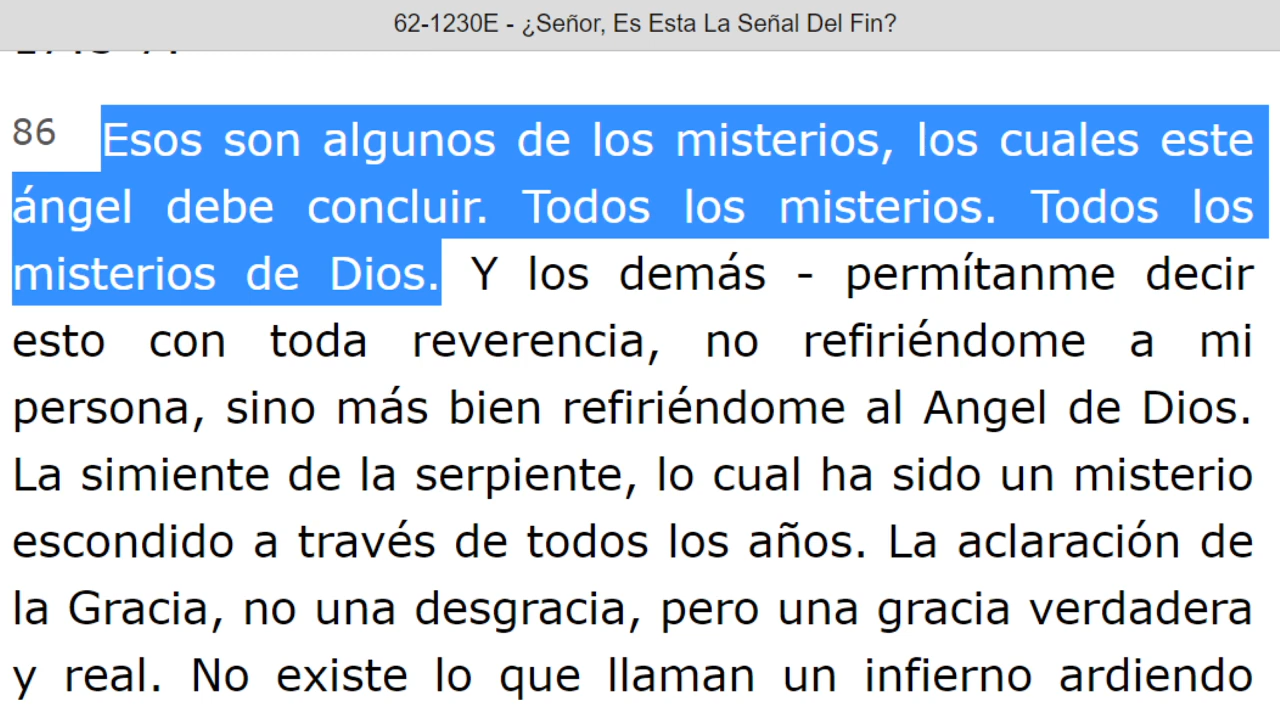 62-1230E - ¿Señor, Es Esta La Señal Del Fin?
86 Esos son algunos de los misterios, los cuales este
ángel debe concluir. Todos los misterios. Todos los
misterios de Dios. Y los demás - permítanme decir
esto con toda reverencia, no refiriéndome a mi
persona, sino más bien refiriéndome al Angel de Dios.
La simiente de la serpiente, lo cual ha sido un misterio
escondido a través de todos los años. La aclaración de
la Gracia, no una desgracia, pero una gracia verdadera
y real. No existe lo que llaman un infierno ardiendo